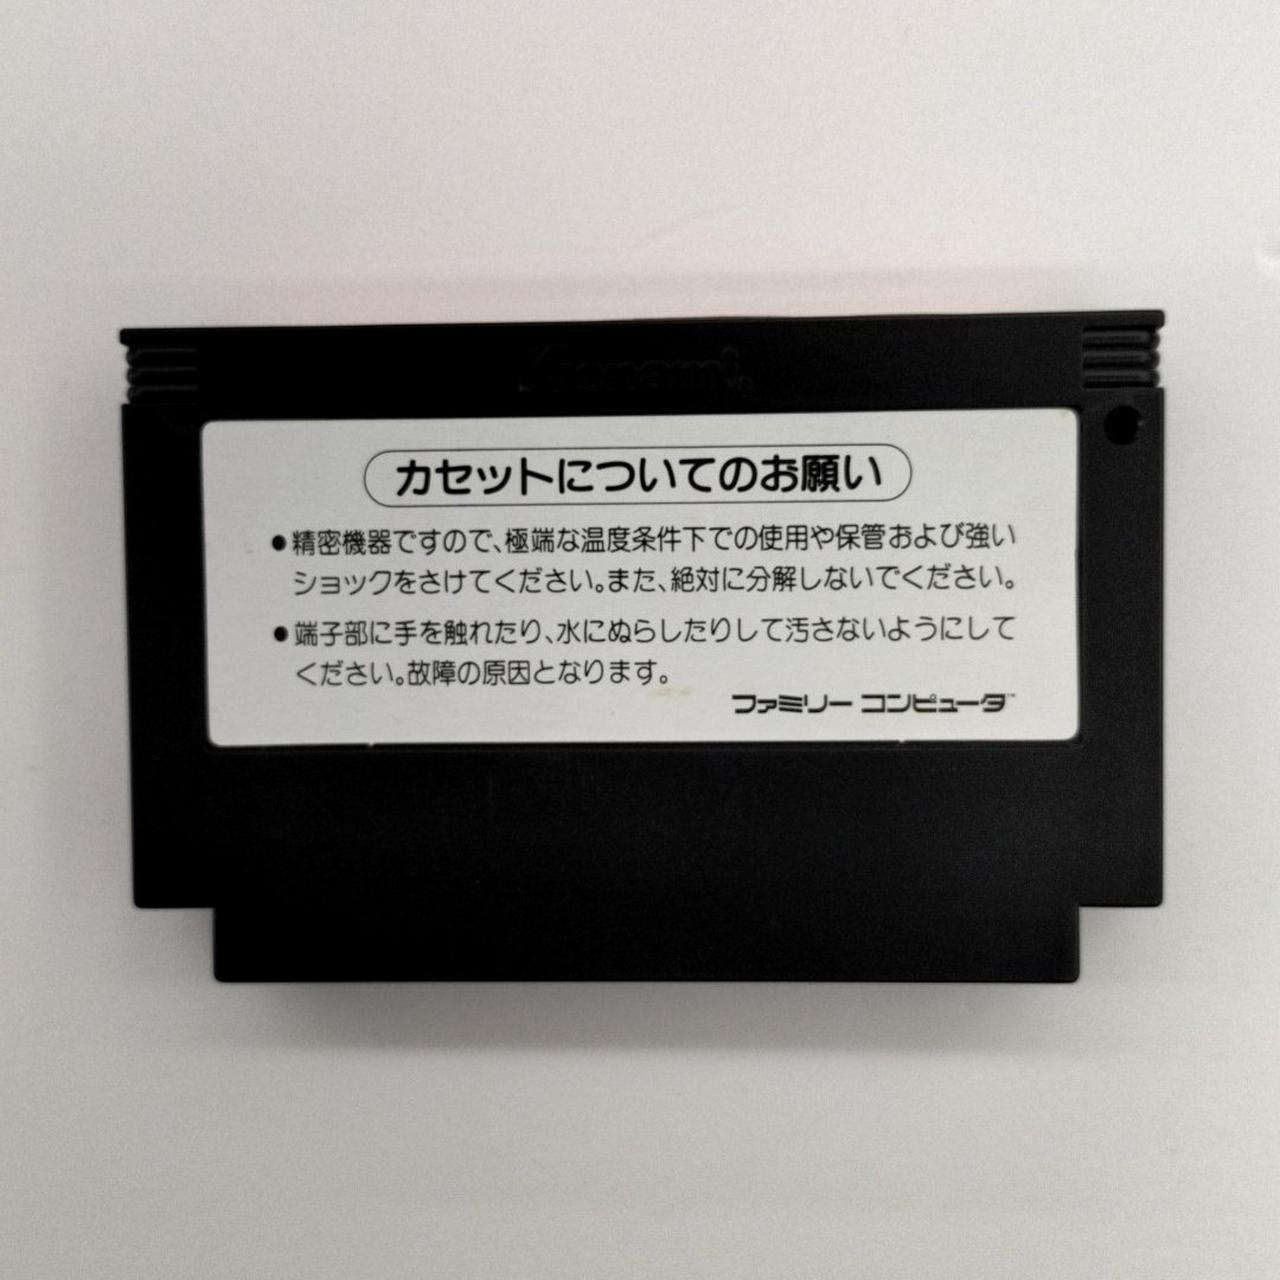 Konami
カセットについてのお願い
●精密機器ですので、極端な温度条件下での使用や保管および強い
ショックをさけてください。また、絶対に分解しないでください。
●端子部に手を触れたり、水にぬらしたりして汚さないようにして
ください。故障の原因となります。
ファミリー コンピュータ™